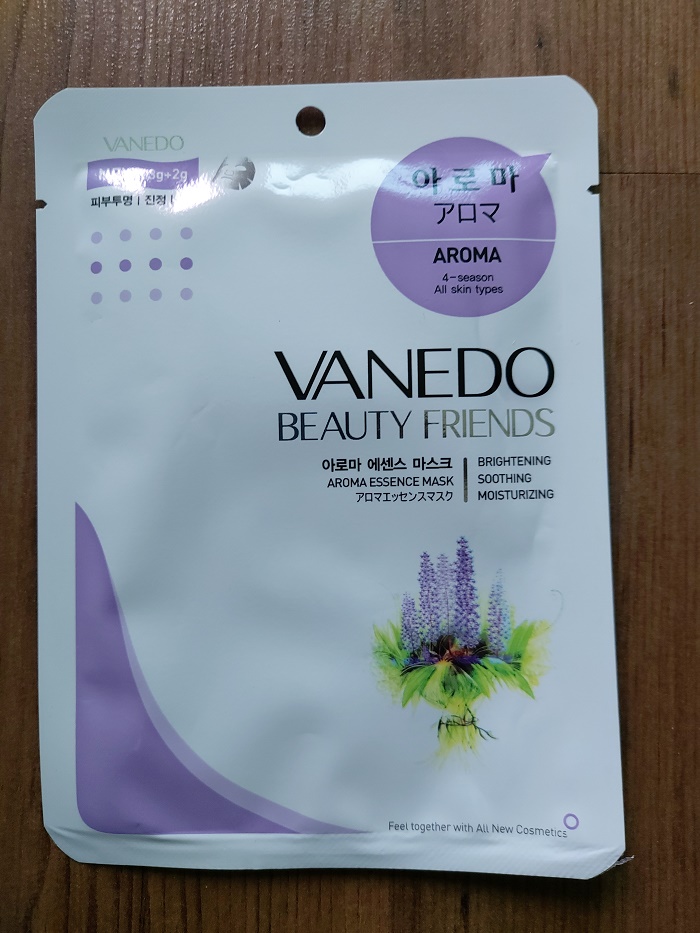 VANEDO
3g+2g
피부투명 | 진정 |
아로마
アロマ
AROMA
4-season
All skin types
VANEDO
BEAUTY FRIENDS
아로마 에센스 마스크
AROMA ESSENCE MASK
アロマエッセンスマスク
BRIGHTENING
SOOTHING
MOISTURIZING
Feel together with All New Cosmetics